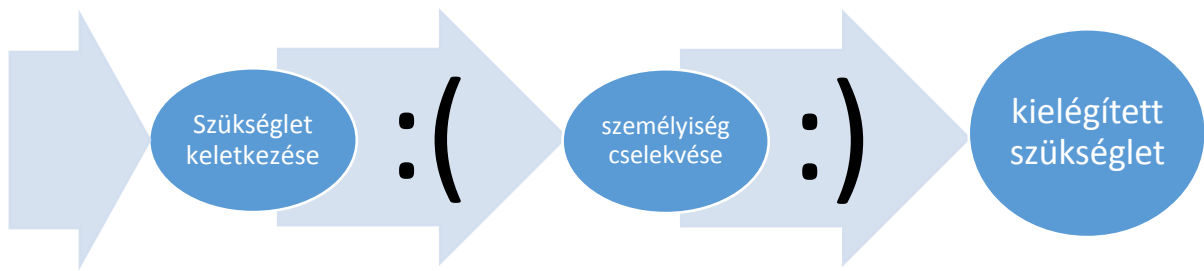 Szükséglet
keletkezése
:(
személyiség
cselekvése
:)
kielégített
szükséglet